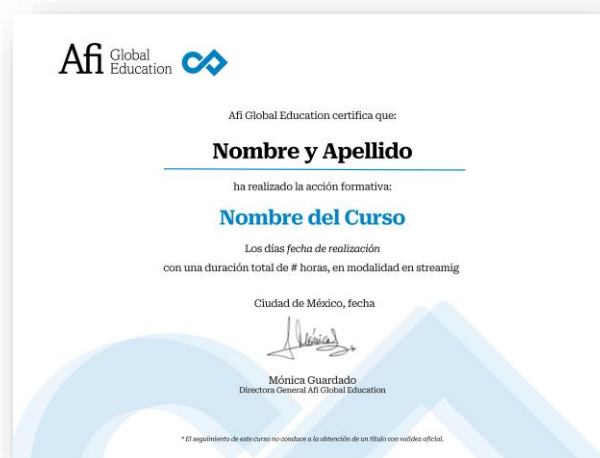 Afi Global
Education
Afi Global Education certifica que:
Nombre y Apellido
ha realizado la acción formativa:
Nombre del Curso
Los días fecha de realización
con una duración total de # horas, en modalidad en streamig
Ciudad de México, fecha
Mónica
Mónica Guardado
Directora General Afi Global Education
* El seguimiento de este curso no conduce a la obtención de un título con validez oficial.